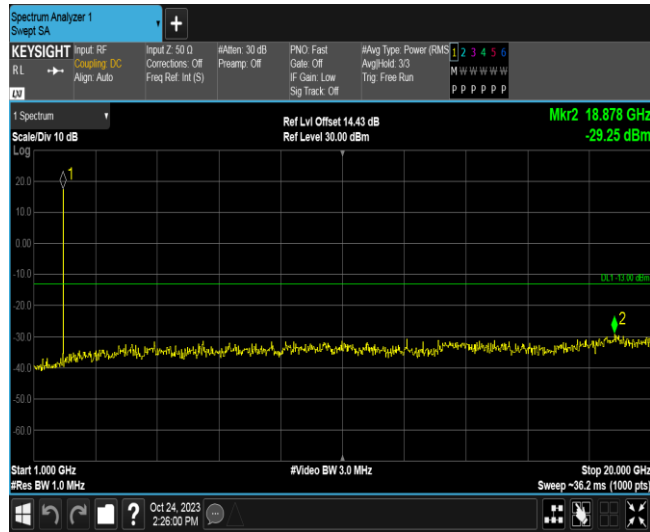 Spectrum Analyzer 1
Swept SA
+
KEYSIGHT
RL
LXI
Input: RF
Coupling: DC
Align: Auto
Input Z: 50 Ω
Corrections: Off
Freq Ref: Int (S)
#Atten: 30 dB
Preamp: Off
PNO: Fast
Gate: Off
IF Gain: Low
Sig Track: Off
#Avg Type: Power (RMS
Avg|Hold: 3/3
Trig: Free Run
1 2 3 4 5 6
M W W W W W
P P P P P P
1 Spectrum
Scale/Div 10 dB
Log
Ref Lvl Offset 14.43 dB
Ref Level 30.00 dBm
Mkr2 18.878 GHz
-29.25 dBm
1
20.0
10.0
0.00
-10.0
DL1 -13.00 dBm
-20.0
2
-30.0
-40.0
-50.0
-60.0
Start 1.000 GHz
#Video BW 3.0 MHz
Stop 20.000 GHz
#Res BW 1.0 MHz
Sweep ~36.2 ms (1000 pts)
?
Oct 24, 2023
2:26:00 PM